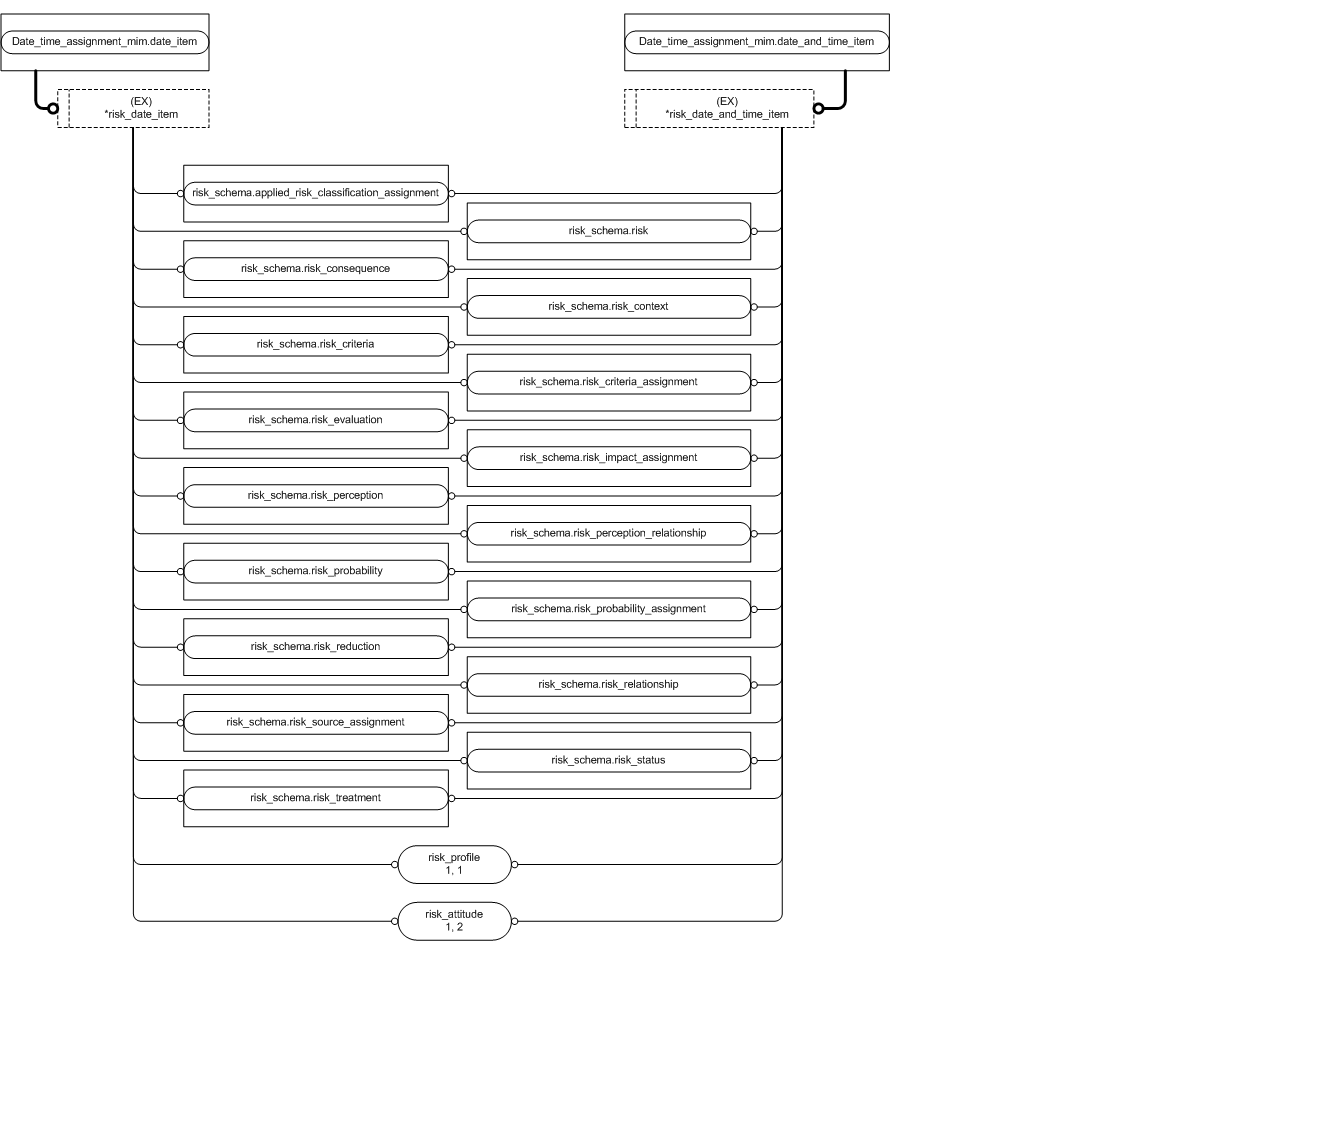 Date_time_assignment_mim.date_item
Date_time_assignment_mim.date_and_time_item
(EX)
*risk_date_item
(EX)
*risk_date_and_time_item
risk_schema.applied_risk_classification_assignment
risk_schema.risk
risk_schema.risk_consequence
risk_schema.risk_context
risk_schema.risk_criteria
risk_schema.risk_criteria_assignment
risk_schema.risk_evaluation
risk_schema.risk_impact_assignment
risk_schema.risk_perception
risk_schema.risk_perception_relationship
risk_schema.risk_probability
risk_schema.risk_probability_assignment
risk_schema.risk_reduction
risk_schema.risk_relationship
risk_schema.risk_source_assignment
risk_schema.risk_status
risk_schema.risk_treatment
risk_profile
1, 1
risk_attitude
1, 2